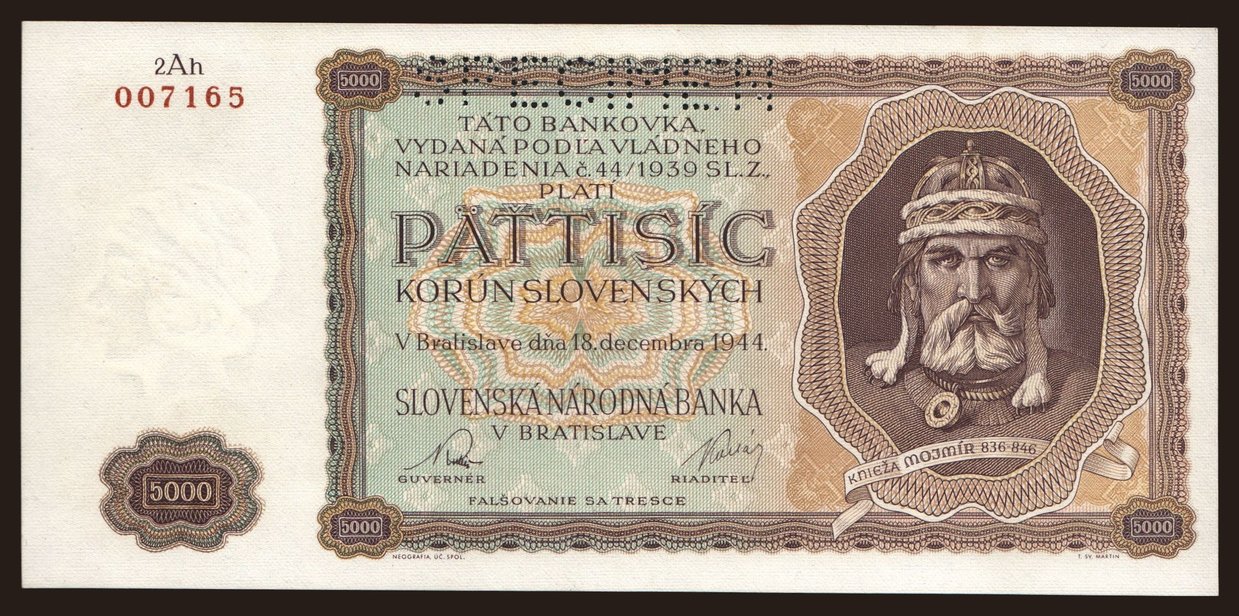 2Ah
007165
5000
SPECIMEN
5000
TÁTO BANKOVKA,
VYDANÁ PODĽA VLÁDNEHO
NARIADENIA č. 44/1939 SL. Z.,
PLATÍ
PÄŤTISÍC
KORÚN SLOVENSKÝCH
V Bratislave dňa 18. decembra 1944.
SLOVENSKÁ NÁRODNÁ BANKA
V BRATISLAVE
GUVERNÉR
RIADITEĽ
FALŠOVANIE SA TRESCE
KNIEŽA MOJMÍR 836-846
5000
5000
5000
NEOGRAFIA, ÚČ. SPOL.
T. SV. MARTIN